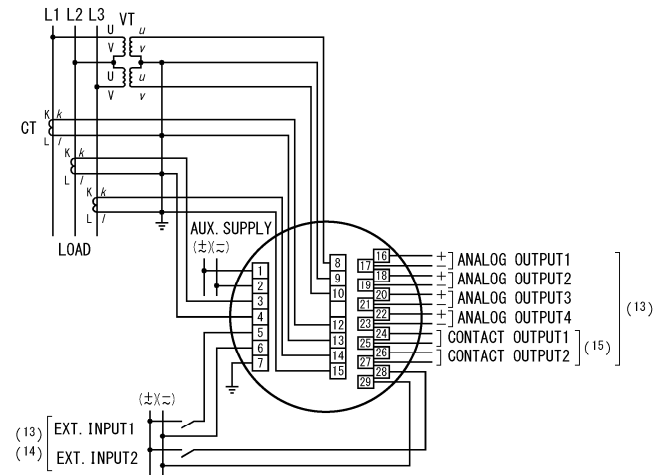 L1 L2 L3 VT
U u
V v
U u
V v
K k
CT
L l
K k
L l
K k
L l
LOAD
AUX. SUPPLY
(±)(∓)
1
2
3
4
5
6
7
8
9
10
12
13
14
15
16
17
18
19
20
21
22
23
24
25
26
27
28
29
+
− ANALOG OUTPUT1
+
− ANALOG OUTPUT2
+
− ANALOG OUTPUT3
+
− ANALOG OUTPUT4
CONTACT OUTPUT1
CONTACT OUTPUT2
(15)
(13)
(±)(∓)
(13) EXT. INPUT1
(14) EXT. INPUT2